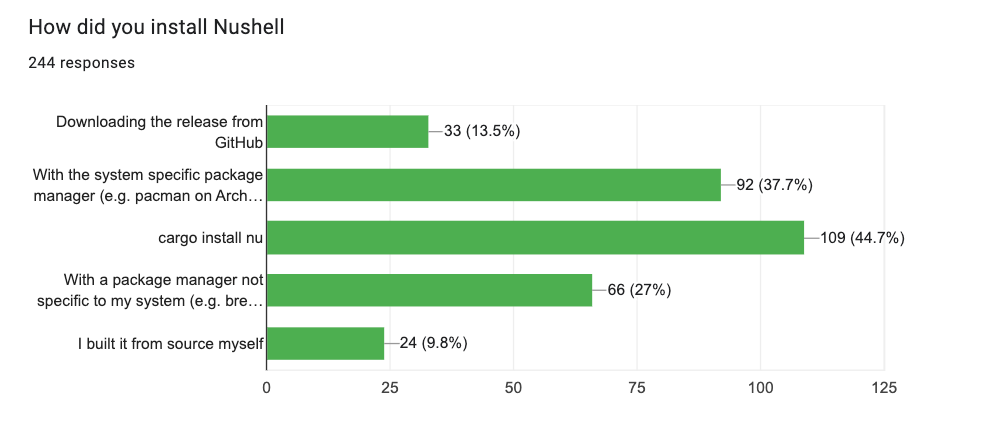 How did you install Nushell
244 responses
Downloading the release from
GitHub
33 (13.5%)
With the system specific package
manager (e.g. pacman on Arch…
92 (37.7%)
cargo install nu
109 (44.7%)
With a package manager not
specific to my system (e.g. bre…
66 (27%)
I built it from source myself
24 (9.8%)
0 25 50 75 100 125